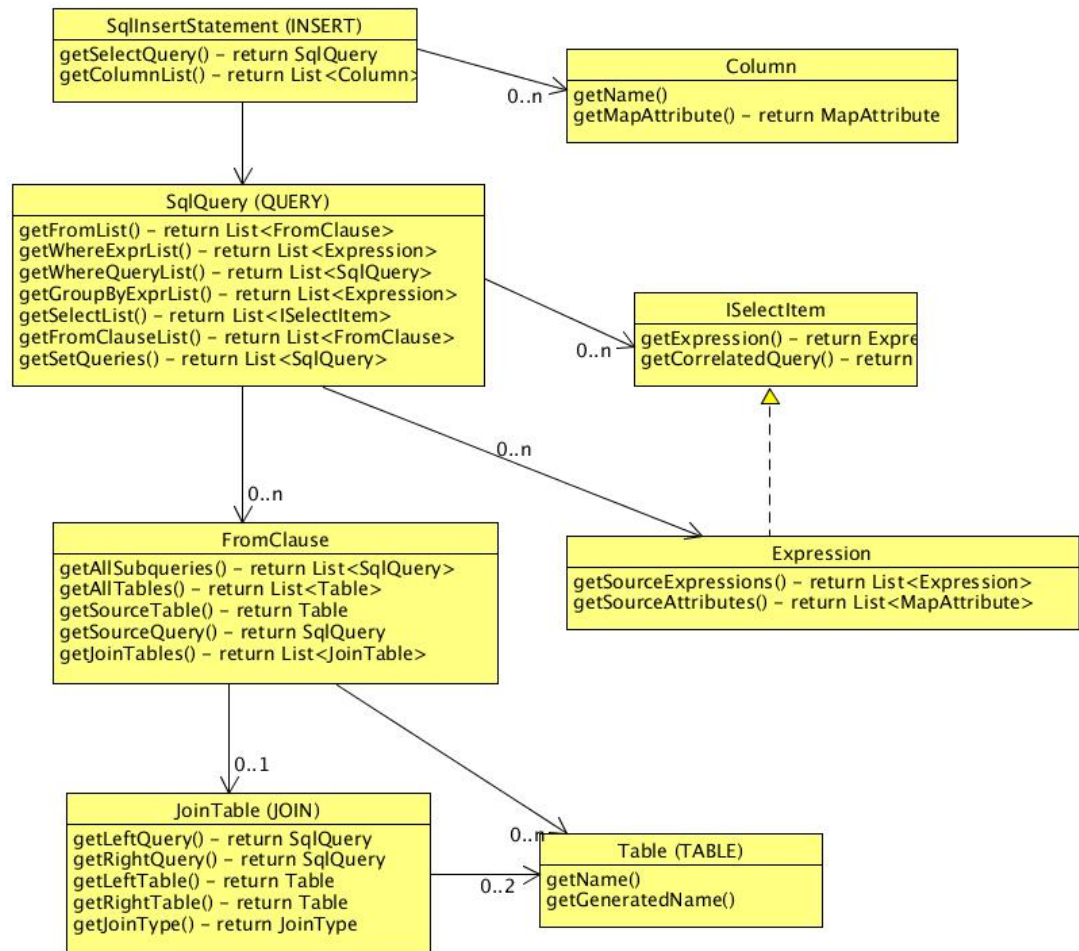 SqlInsertStatement (INSERT)
getSelectQuery() – return SqlQuery
getColumnList() – return List<Column>
Column
getName()
getMapAttribute() – return MapAttribute
0..n
SqlQuery (QUERY)
getFromList() – return List<FromClause>
getWhereExprList() – return List<Expression>
getWhereQueryList() – return List<SqlQuery>
getGroupByExprList() – return List<Expression>
getSelectList() – return List<ISelectItem>
getFromClauseList() – return List<FromClause>
getSetQueries() – return List<SqlQuery>
ISelectItem
getExpression() – return Expre
getCorrelatedQuery() – return
0..n
0..n
0..n
FromClause
getAllSubqueries() – return List<SqlQuery>
getAllTables() – return List<Table>
getSourceTable() – return Table
getSourceQuery() – return SqlQuery
getJoinTables() – return List<JoinTable>
Expression
getSourceExpressions() – return List<Expression>
getSourceAttributes() – return List<MapAttribute>
0..1
JoinTable (JOIN)
getLeftQuery() – return SqlQuery
getRightQuery() – return SqlQuery
getLeftTable() – return Table
getRightTable() – return Table
getJoinType() – return JoinType
0..n
0..2
Table (TABLE)
getName()
getGeneratedName()